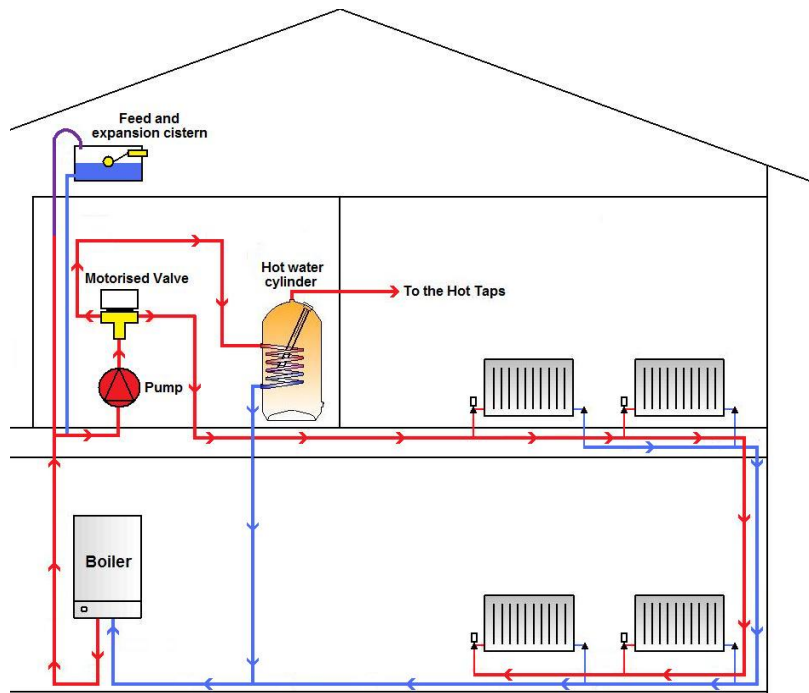 Feed and
expansion cistern
Motorised Valve
Hot water
cylinder
To the Hot Taps
Pump
Boiler